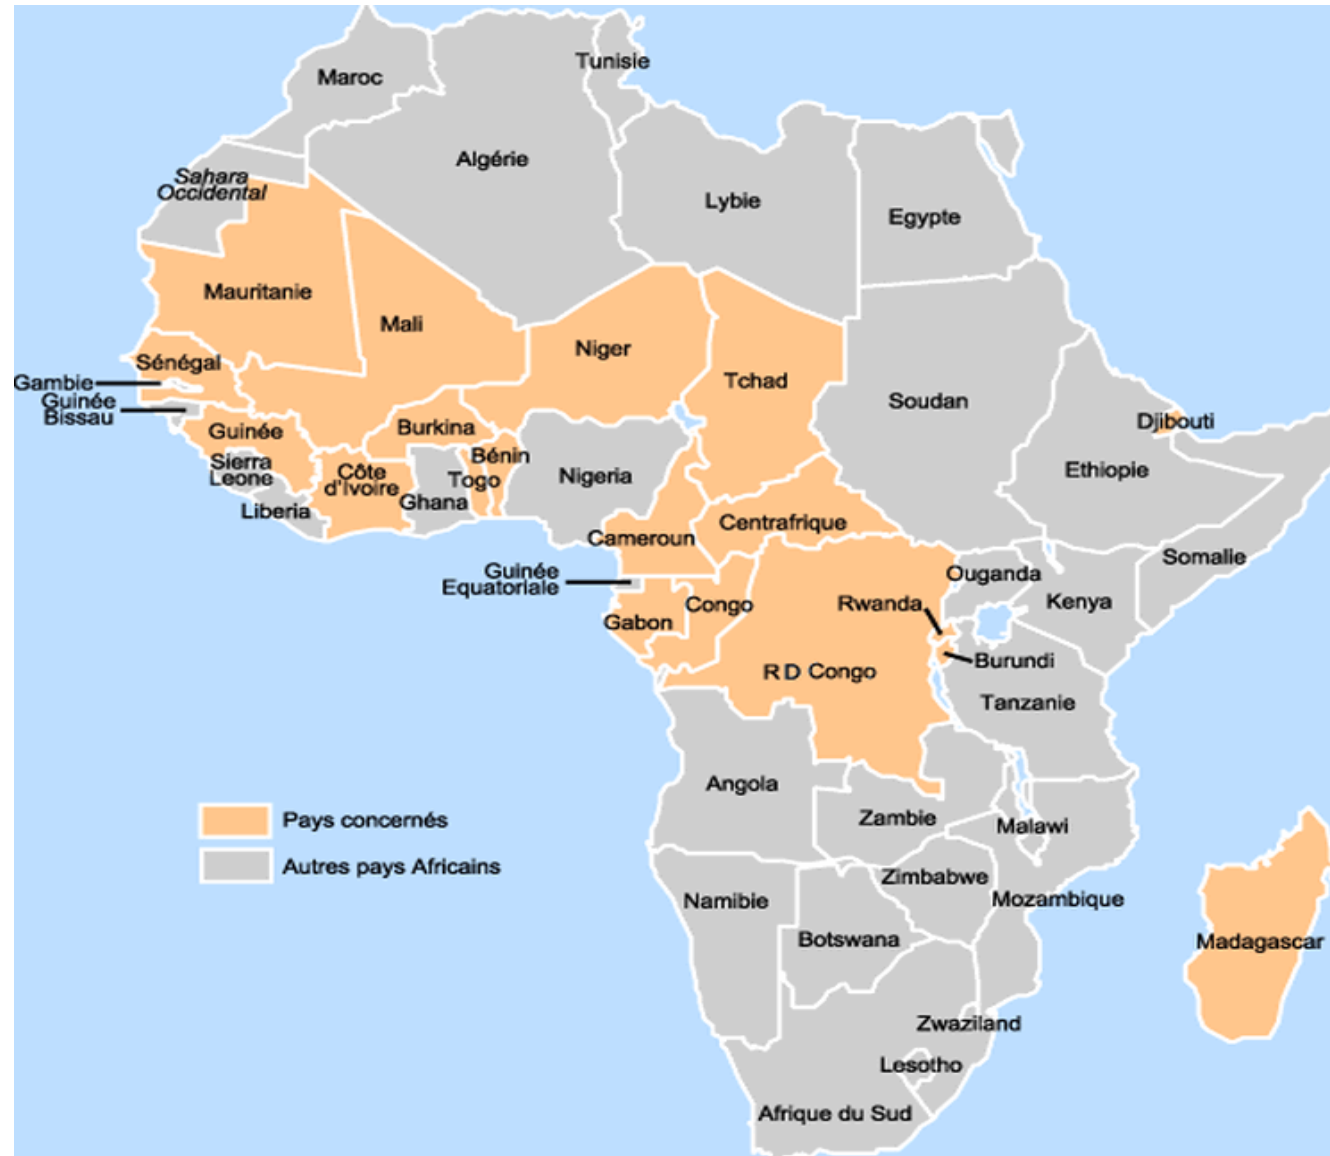 Tunisie
Maroc
Algérie
Sahara
Occidental
Lybie
Egypte
Mauritanie
Mali
Niger
Sénégal
Tchad
Gambie
Guinée
Bissau
Soudan
Djibouti
Burkina
Guinée
Bénin
Sierra
Leone
Côte
d'Ivoire
Togo
Nigeria
Ethiopie
Ghana
Liberia
Centrafrique
Cameroun
Somalie
Guinée
Equatoriale
Ouganda
Congo
Rwanda
Kenya
Gabon
Burundi
R D Congo
Tanzanie
Angola
Pays concernés
Zambie
Malawi
Autres pays Africains
Zimbabwe
Namibie
Mozambique
Botswana
Madagascar
Zwaziland
Lesotho
Afrique du Sud